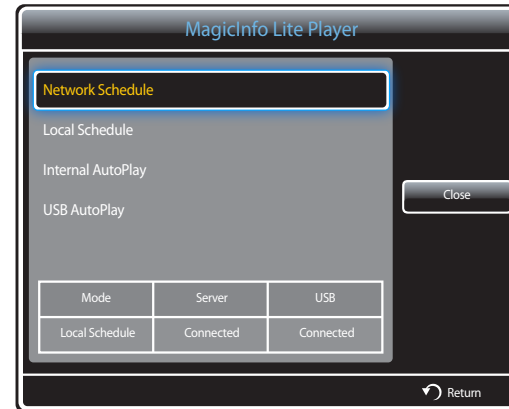 MagicInfo Lite Player
Network Schedule
Local Schedule
Internal AutoPlay
USB AutoPlay
Close
Mode Server USB
Local Schedule Connected Connected
Return